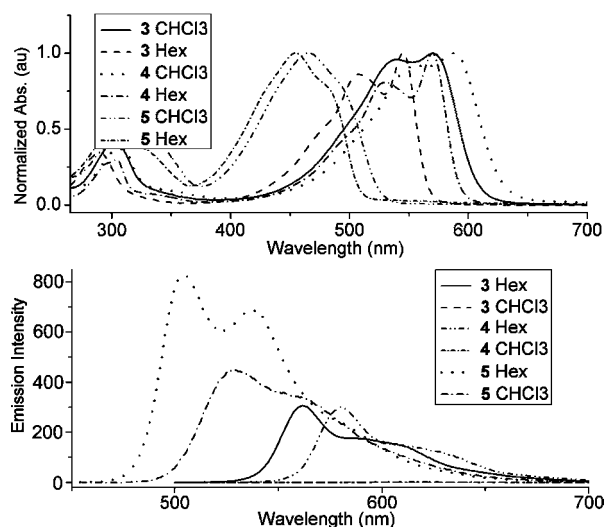 Normalized Abs. (au)
1.0
0.5
0.0
3 CHCl3
3 Hex
4 CHCl3
4 Hex
5 CHCl3
5 Hex
300 400 500 600 700
Wavelength (nm)
Emission Intensity
800
600
400
200
0
3 Hex
3 CHCl3
4 Hex
4 CHCl3
5 Hex
5 CHCl3
500 600 700
Wavelength (nm)